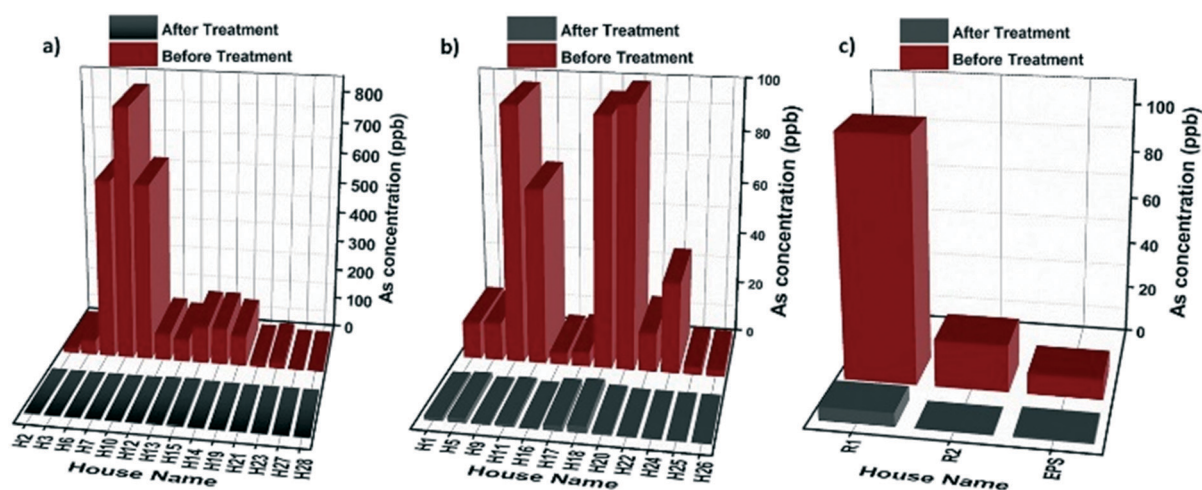 a)
After Treatment
Before Treatment
800
700
600
500
400
300
200
100
0
As concentration (ppb)
H2
H3
H6
H7
H10
H12
H13
H15
H14
H19
H21
H23
H27
H28
House Name
b)
After Treatment
Before Treatment
100
80
60
40
20
0
As concentration (ppb)
H1
H5
H9
H11
H16
H17
H18
H20
H22
H24
H25
H26
House Name
c)
After Treatment
Before Treatment
100
80
60
40
20
0
As concentration (ppb)
R1
R2
EPS
House Name